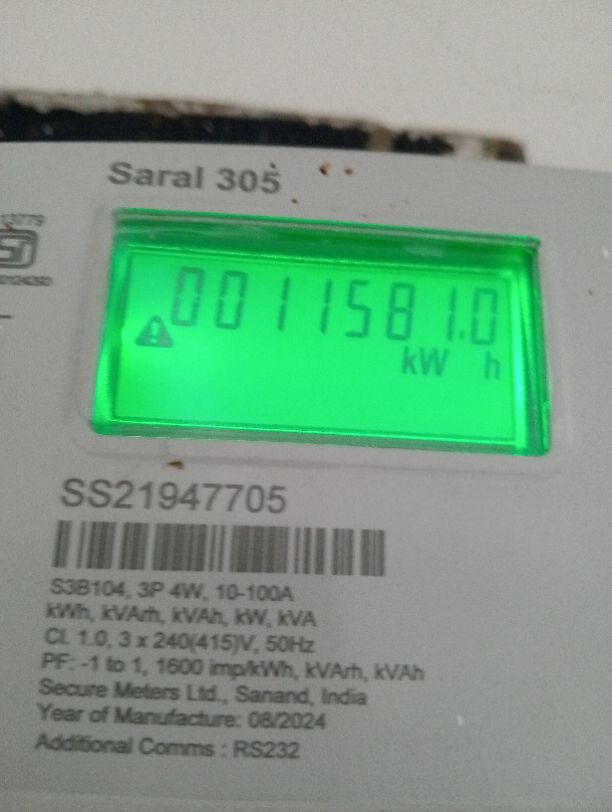 Saral 305
13779
0011581.0
kW h
SS21947705
S3B104, 3P 4W, 10-100A
kWh, kVArh, kVAh, kW, kVA
Cl. 1.0, 3 x 240(415)V, 50Hz
PF: -1 to 1, 1600 imp/kWh, kVArh, kVAh
Secure Meters Ltd., Sanand, India
Year of Manufacture: 08/2024
Additional Comms : RS232